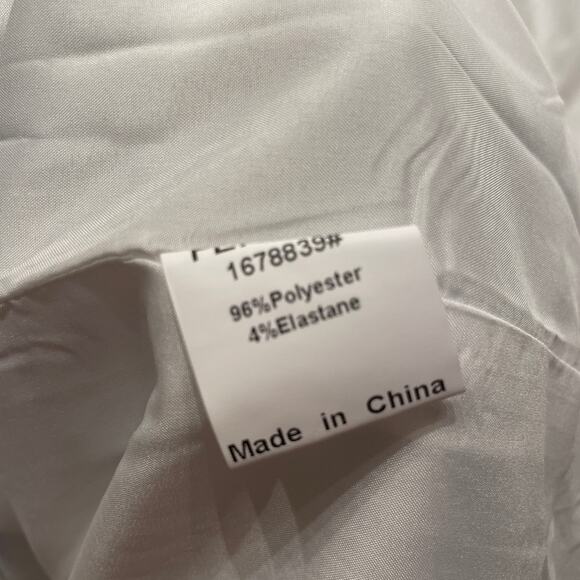 1678839#
96%Polyester
4%Elastane
Made in China